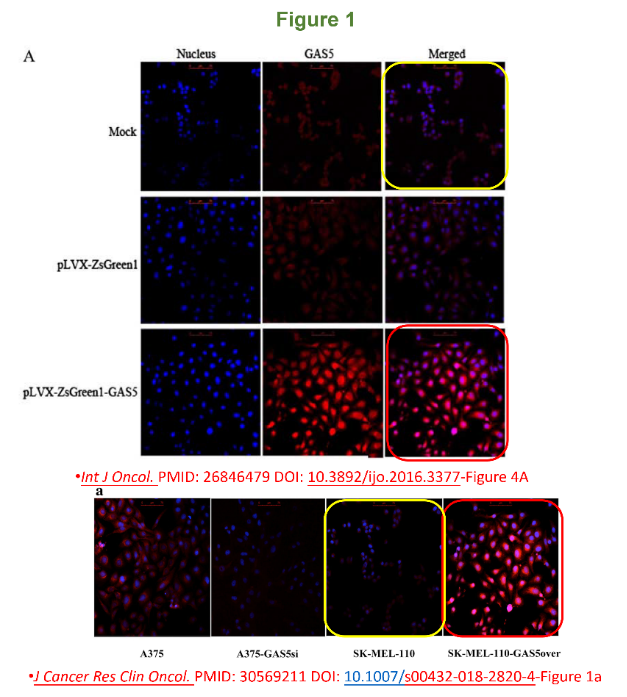 Figure 1
A
Nucleus GAS5 Merged
Mock
pLVX-ZsGreen1
pLVX-ZsGreen1-GAS5
•Int J Oncol. PMID: 26846479 DOI: 10.3892/ijo.2016.3377-Figure 4A
a
A375 A375-GAS5si SK-MEL-110 SK-MEL-110-GAS5over
•J Cancer Res Clin Oncol. PMID: 30569211 DOI: 10.1007/s00432-018-2820-4-Figure 1a